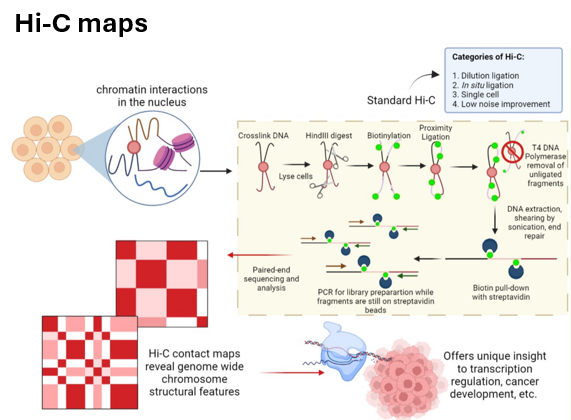 Hi-C maps
Categories of Hi-C:
1. Dilution ligation
2. In situ ligation
3. Single cell
4. Low noise improvement
chromatin interactions
in the nucleus
Standard Hi-C
Crosslink DNA
HindIII digest
Biotinylation
Proximity
Ligation
Lyse cells
T4 DNA
Polymerase
removal of
unligated
fragments
DNA extraction,
shearing by
sonication, end
repair
Biotin pull-down
with streptavidin
PCR for library preparartion while
fragments are still on streptavidin
beads
Paired-end
sequencing and
analysis
Hi-C contact maps
reveal genome wide
chromosome
structural features
Offers unique insight
to transcription
regulation, cancer
development, etc.